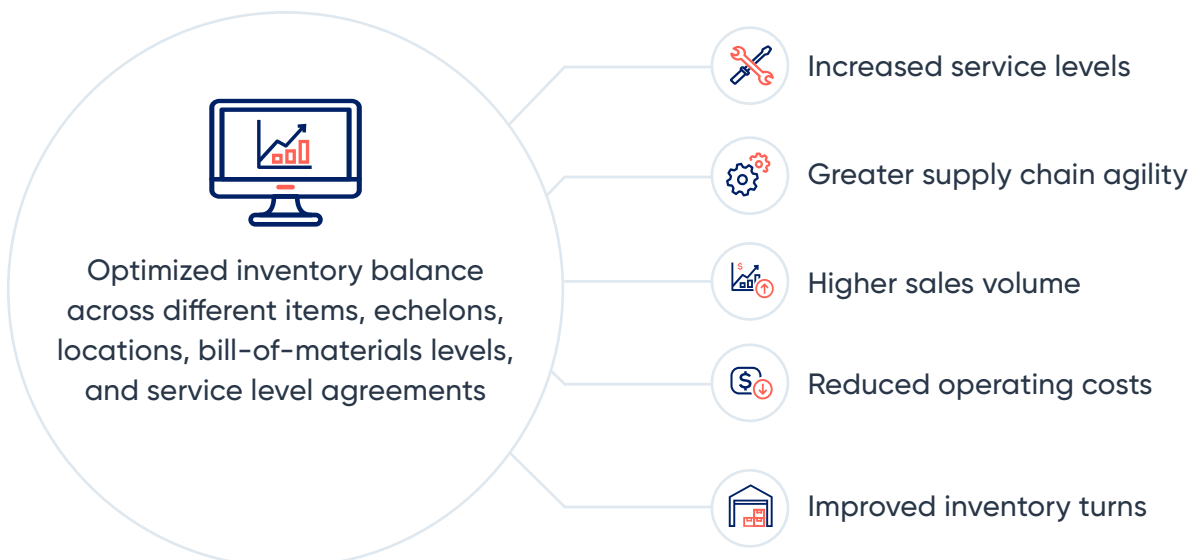 Optimized inventory balance
across different items, echelons,
locations, bill-of-materials levels,
and service level agreements
Increased service levels
Greater supply chain agility
$
Higher sales volume
$
Reduced operating costs
Improved inventory turns